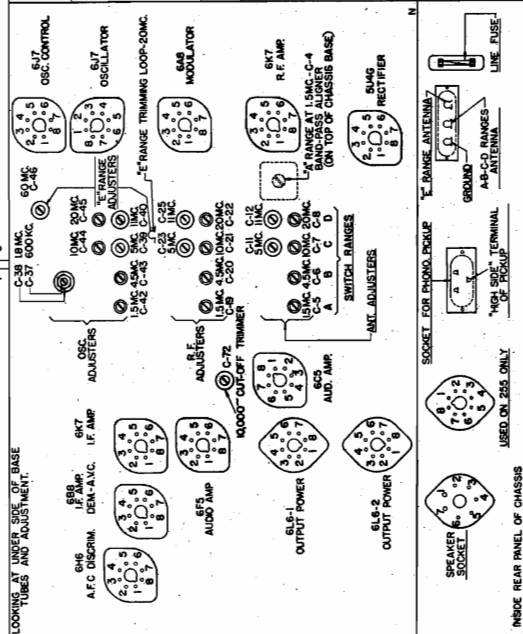 LOOKING AT UNDER SIDE OF BASE
TUBES AND ADJUSTMENT.
6H6
A.F.C DISCRIM.
6B8
I.F. AMP.
DEM-A.V.C.
6K7
I.F. AMP.
6F5
AUDIO AMP
6L6-1
OUTPUT POWER
6L6-2
OUTPUT POWER
6C5
AUD. AMP.
10,000~ CUT-OFF TRIMMER
C-72
C-38 1.8 MC.
C-37 600 KC.
OSC.
ADJUSTERS
1.5MC. 4.5MC.
C-42 C-43
10MC. 20 MC.
C-44 C-45
60 MC.
C-46
5MC. 11MC.
C-39 C-40
"E" RANGE
ADJUSTERS
"E" RANGE TRIMMING LOOP-20MC.
R.F.
ADJUSTERS
C-23 C-25
5MC. 11MC.
1.5MC. 4.5MC. 10MC. 20MC.
C-19 C-20 C-21 C-22
C-11 C-12
5MC. 11MC.
1.5MC. 4.5MC. 10MC. 20MC.
C-5 C-6 C-7 C-8
A B C D
SWITCH RANGES
ANT. ADJUSTERS
6J7
OSC. CONTROL
6J7
OSCILLATOR
6A8
MODULATOR
6K7
R.F. AMP.
"A" RANGE AT 1.5MC.-C-4
BAND-PASS ALIGNER
(ON TOP OF CHASSIS BASE)
5U4G
RECTIFIER
INSIDE REAR PANEL OF CHASSIS
SPEAKER
SOCKET
USED ON 255 ONLY
SOCKET FOR PHONO. PICKUP
"HIGH SIDE" TERMINAL
OF PICKUP
"E" RANGE ANTENNA
GROUND
A-B-C-D RANGES
ANTENNA
LINE FUSE